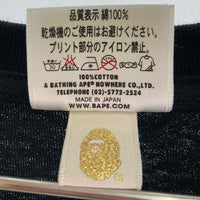 品質表示 綿100%
乾燥機のご使用はお避け下さい。
プリント部分のアイロン禁止。
100%COTTON
A BATHING APE® NOWHERE CO.,LTD.
TELEPHONE (03)-5772-2524
MADE IN JAPAN
WWW.BAPE.COM